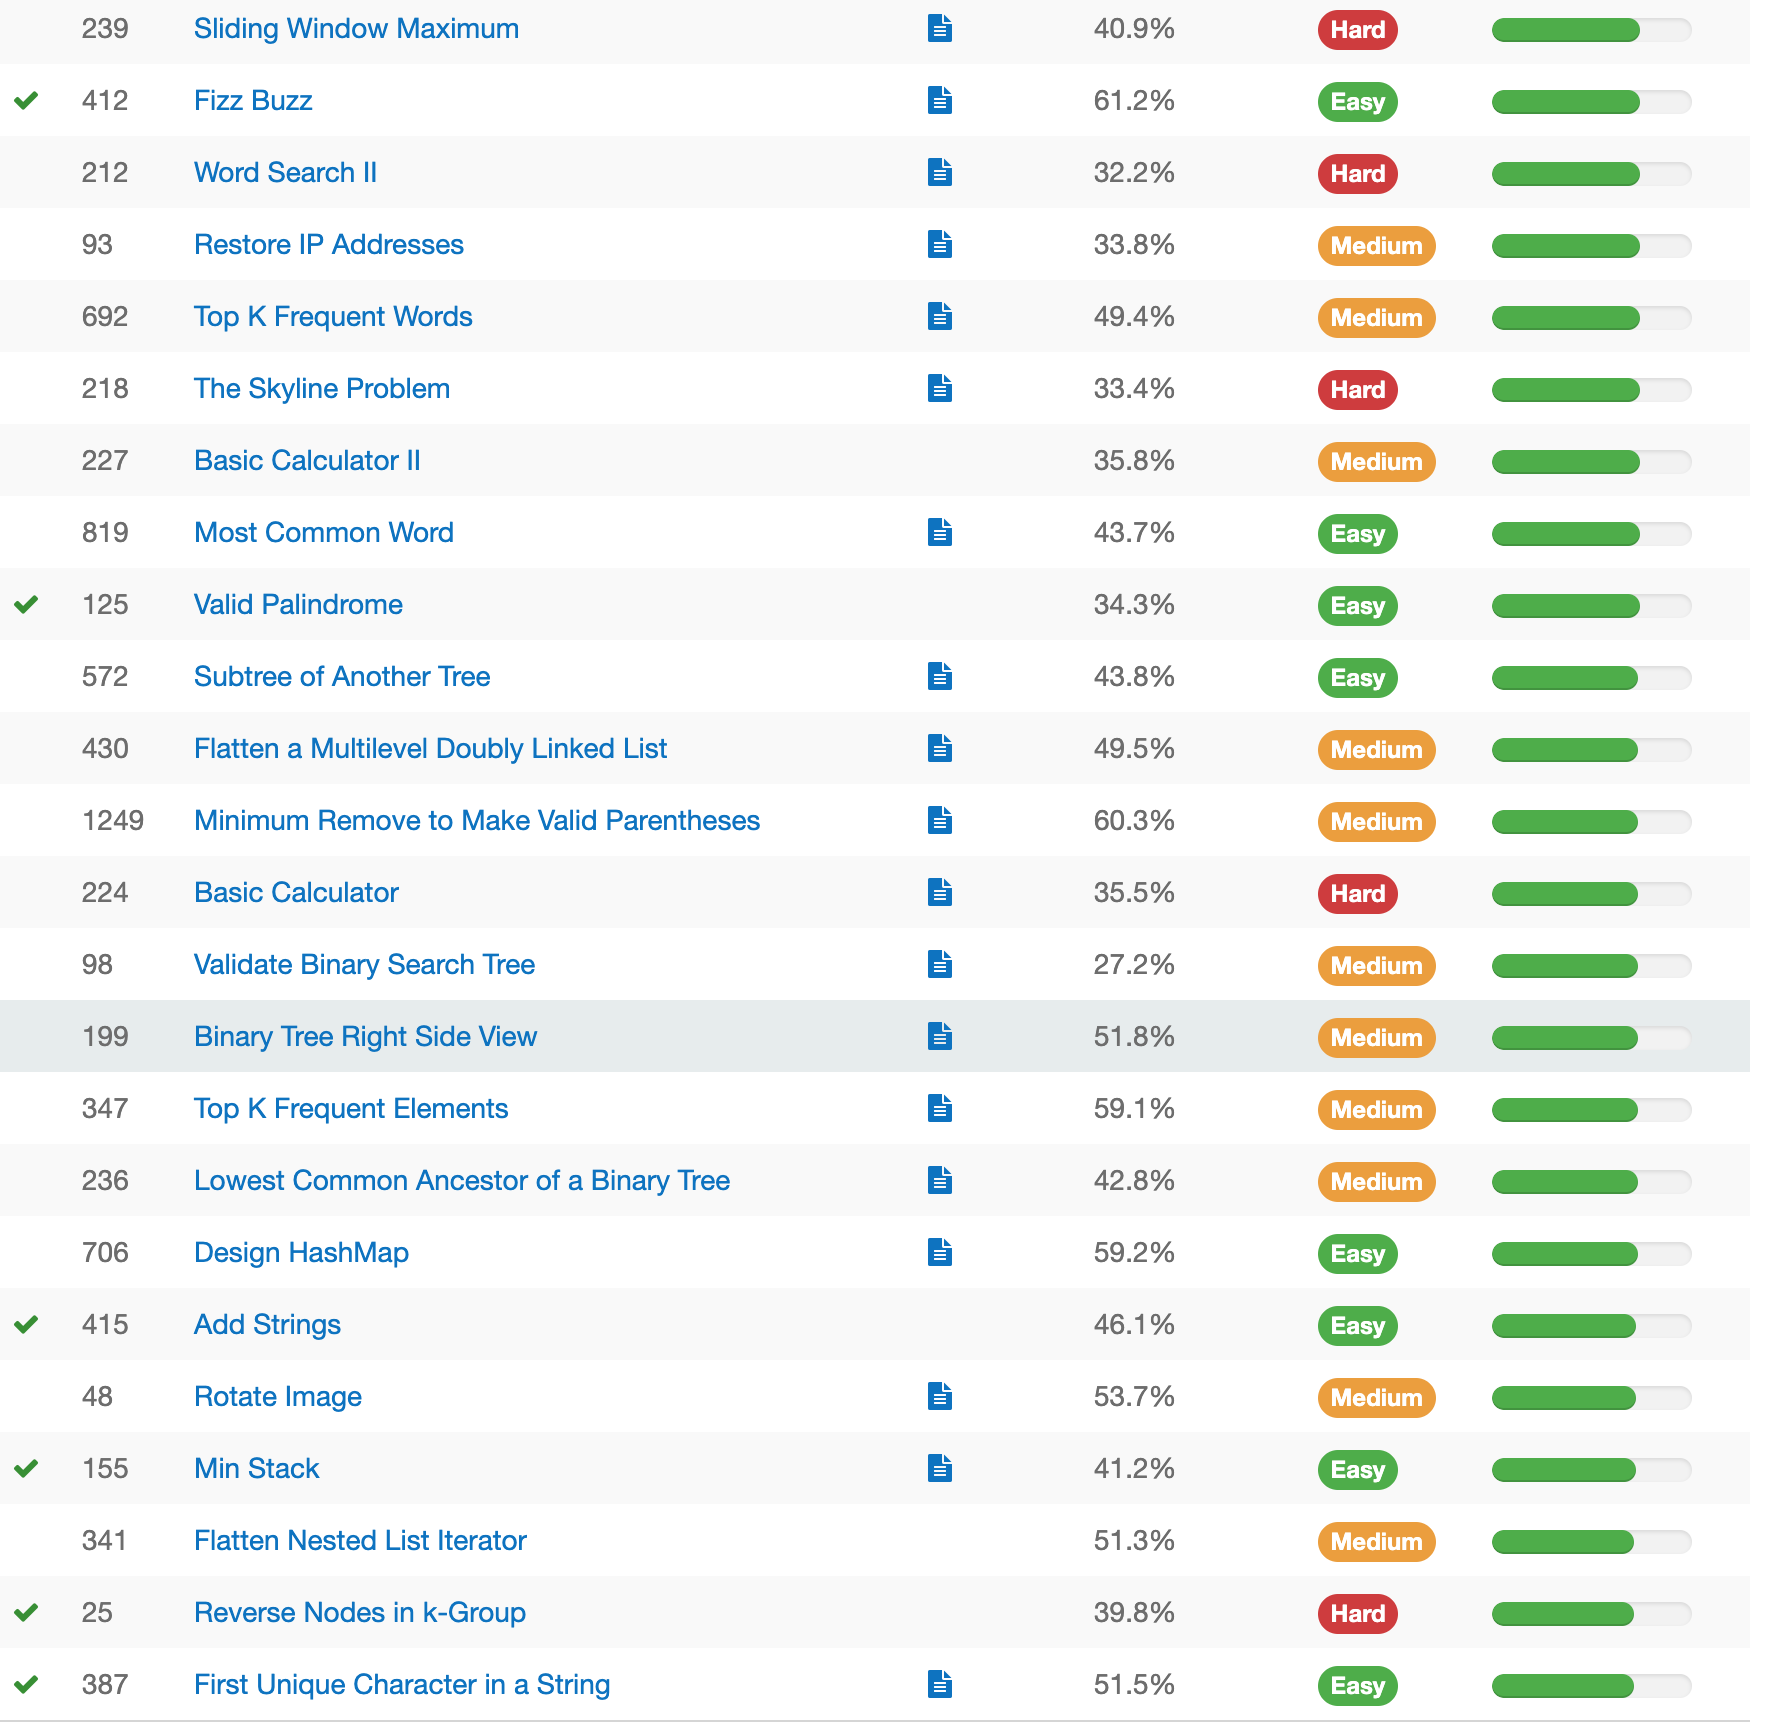 239 Sliding Window Maximum 40.9% Hard
412 Fizz Buzz 61.2% Easy
212 Word Search II 32.2% Hard
93 Restore IP Addresses 33.8% Medium
692 Top K Frequent Words 49.4% Medium
218 The Skyline Problem 33.4% Hard
227 Basic Calculator II 35.8% Medium
819 Most Common Word 43.7% Easy
125 Valid Palindrome 34.3% Easy
572 Subtree of Another Tree 43.8% Easy
430 Flatten a Multilevel Doubly Linked List 49.5% Medium
1249 Minimum Remove to Make Valid Parentheses 60.3% Medium
224 Basic Calculator 35.5% Hard
98 Validate Binary Search Tree 27.2% Medium
199 Binary Tree Right Side View 51.8% Medium
347 Top K Frequent Elements 59.1% Medium
236 Lowest Common Ancestor of a Binary Tree 42.8% Medium
706 Design HashMap 59.2% Easy
415 Add Strings 46.1% Easy
48 Rotate Image 53.7% Medium
155 Min Stack 41.2% Easy
341 Flatten Nested List Iterator 51.3% Medium
25 Reverse Nodes in k-Group 39.8% Hard
387 First Unique Character in a String 51.5% Easy